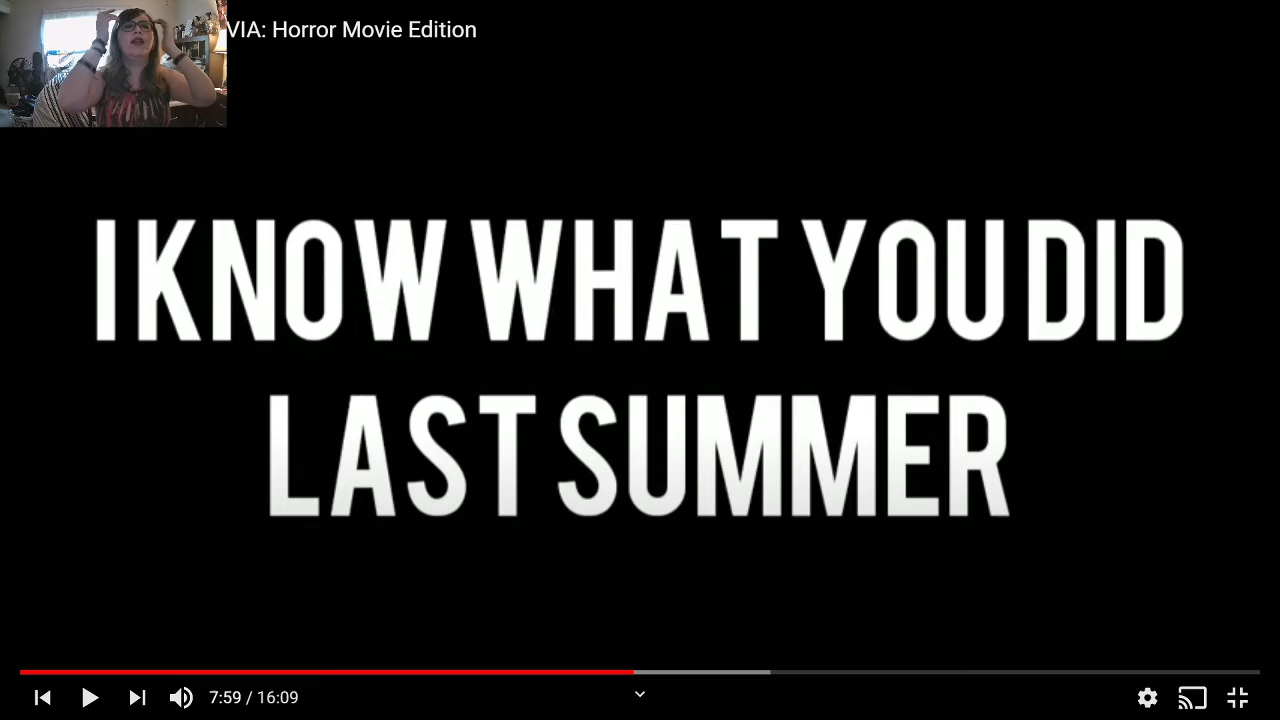 VIA: Horror Movie Edition
I KNOW WHAT YOU DID
LAST SUMMER
7:59 / 16:09